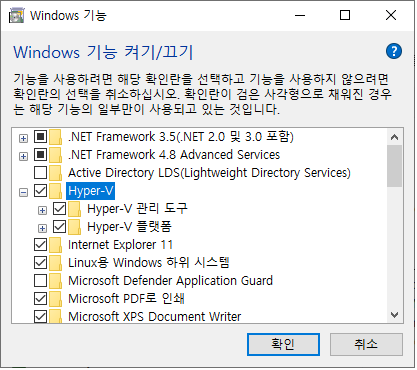 Windows 기능
Windows 기능 켜기/끄기
기능을 사용하려면 해당 확인란을 선택하고 기능을 사용하지 않으려면
확인란의 선택을 취소하십시오. 확인란이 검은 사각형으로 채워진 경우
는 해당 기능의 일부만이 사용되고 있는 것입니다.
.NET Framework 3.5(.NET 2.0 및 3.0 포함)
.NET Framework 4.8 Advanced Services
Active Directory LDS(Lightweight Directory Services)
Hyper-V
Hyper-V 관리 도구
Hyper-V 플랫폼
Internet Explorer 11
Linux용 Windows 하위 시스템
Microsoft Defender Application Guard
Microsoft PDF로 인쇄
Microsoft XPS Document Writer
확인
취소